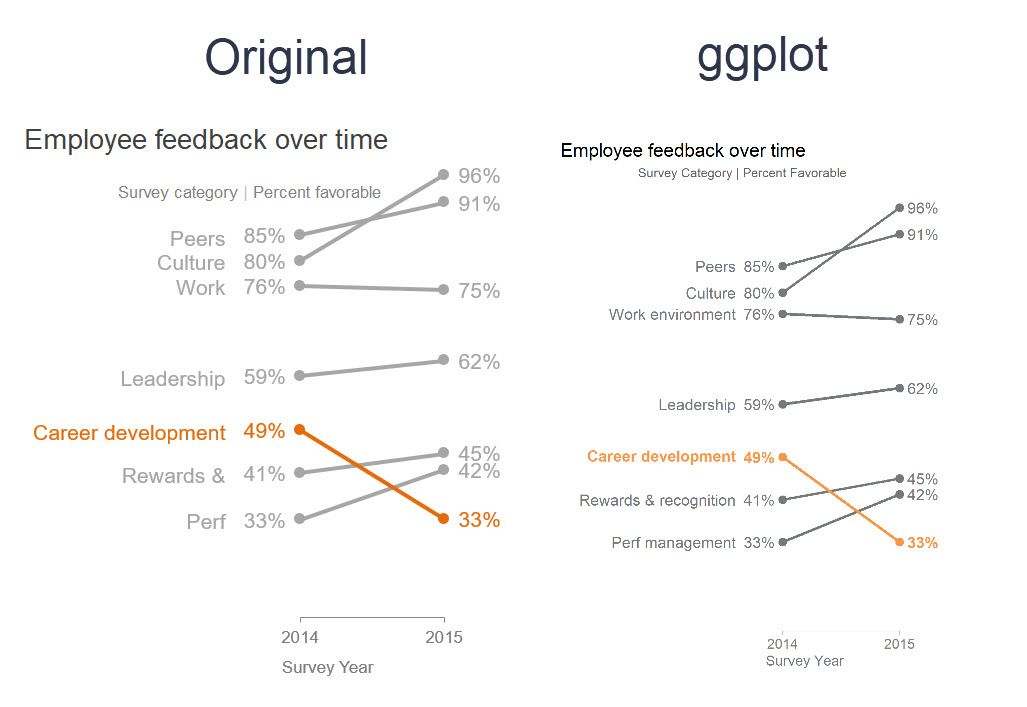 Original
Employee feedback over time
Survey category | Percent favorable
96%
91%
Peers 85%
Culture 80%
Work 76%
75%
Leadership 59%
62%
Career development 49%
Rewards & 41%
45%
42%
Perf 33%
33%
2014 2015
Survey Year
ggplot
Employee feedback over time
Survey Category | Percent Favorable
96%
91%
Peers 85%
Culture 80%
Work environment 76%
75%
Leadership 59%
62%
Career development 49%
Rewards & recognition 41%
45%
42%
Perf management 33%
33%
2014 2015
Survey Year